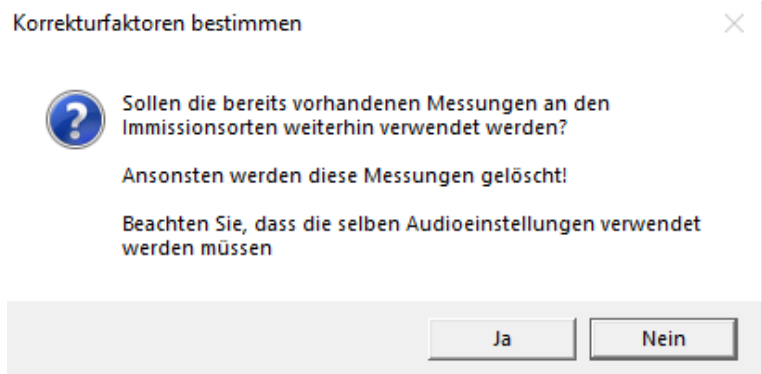 Korrekturfaktoren bestimmen
Sollen die bereits vorhandenen Messungen an den
Immissionsorten weiterhin verwendet werden?
Ansonsten werden diese Messungen gelöscht!
Beachten Sie, dass die selben Audioeinstellungen verwendet
werden müssen
Ja
Nein